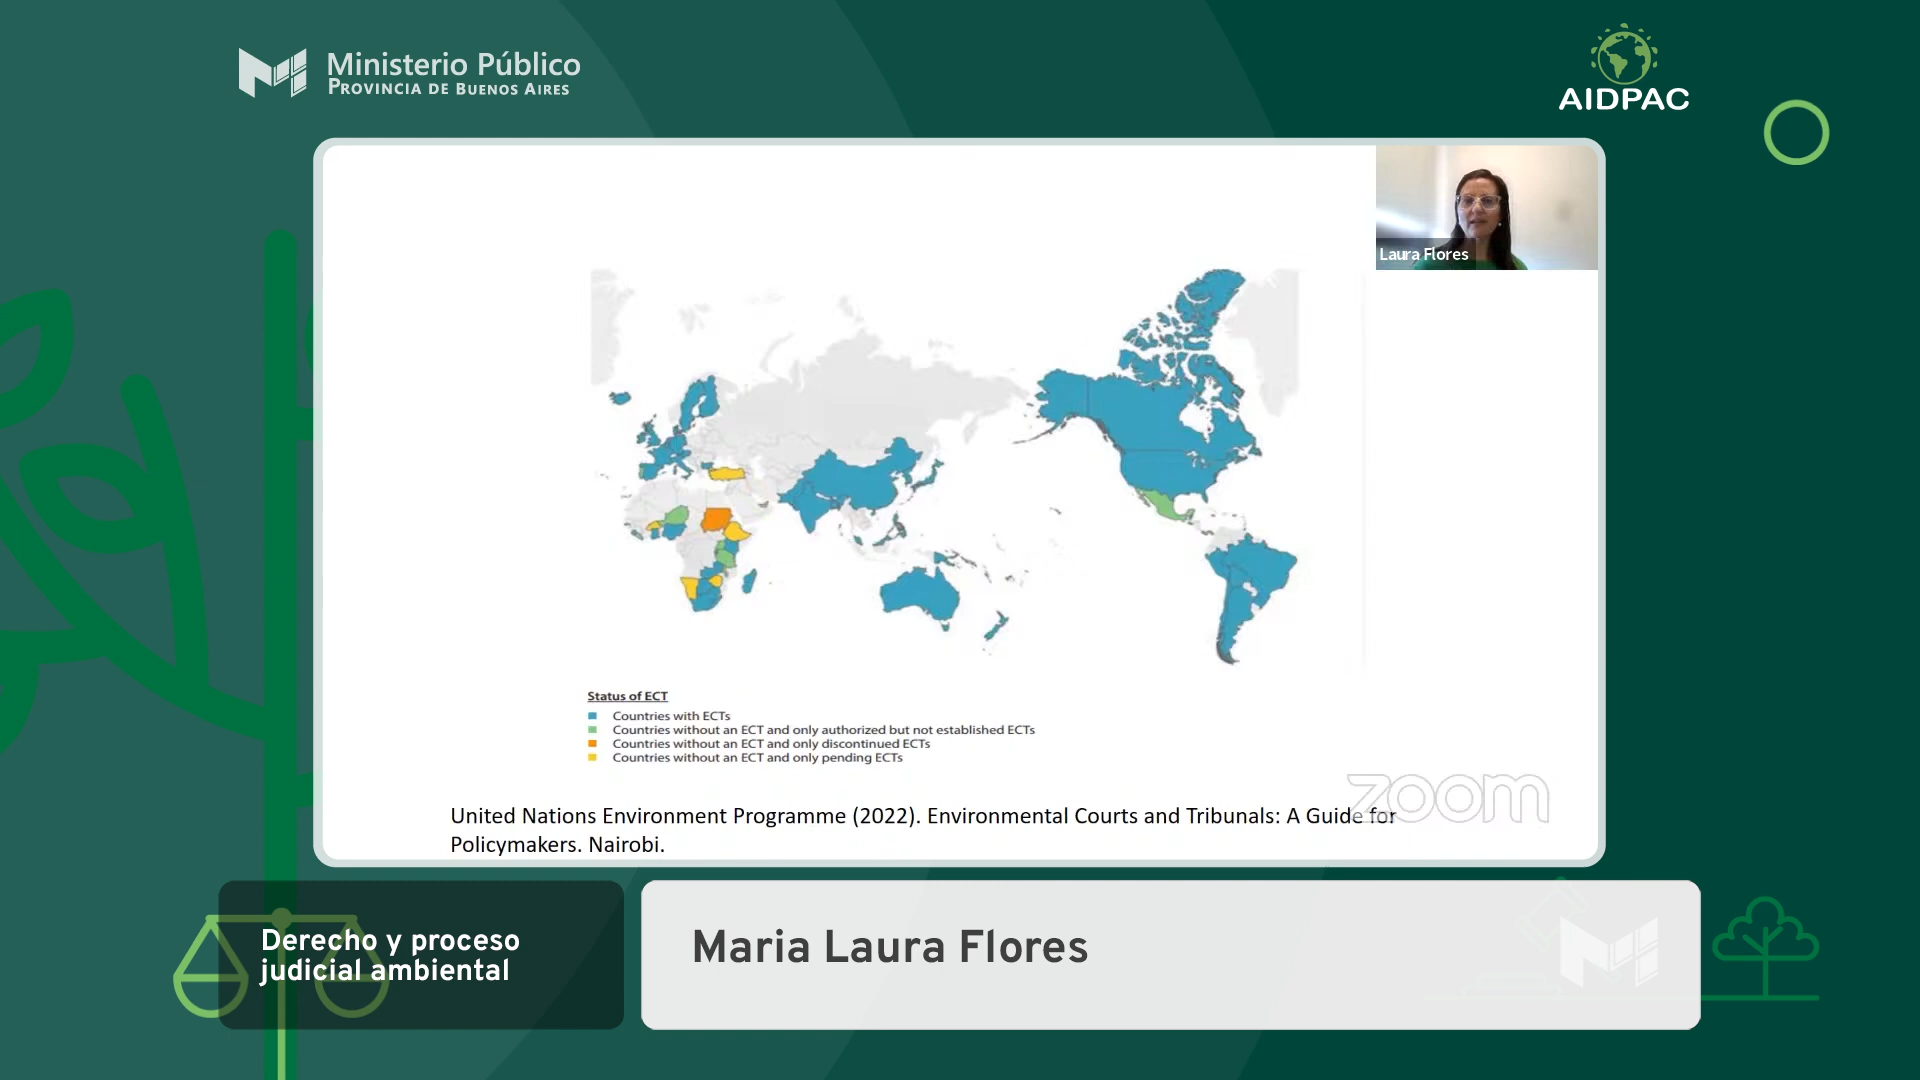 Ministerio Público
PROVINCIA DE BUENOS AIRES
AIDPAC
Laura Flores
Status of ECT
Countries with ECTs
Countries without an ECT and only authorized but not established ECTs
Countries without an ECT and only discontinued ECTs
Countries without an ECT and only pending ECTs
zoom
United Nations Environment Programme (2022). Environmental Courts and Tribunals: A Guide for
Policymakers. Nairobi.
Derecho y proceso
judicial ambiental
Maria Laura Flores